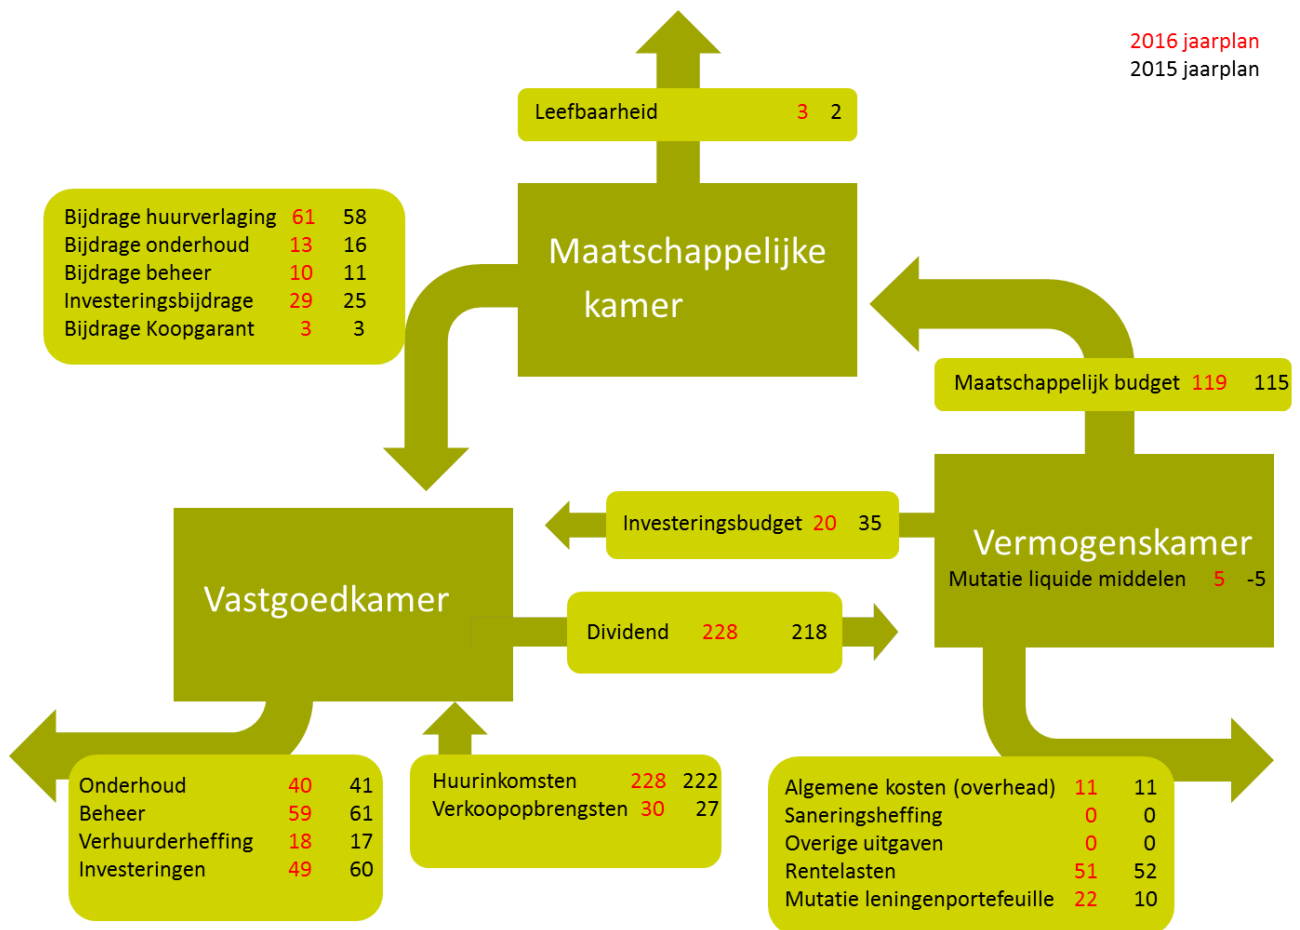 2016 jaarplan
2015 jaarplan
Leefbaarheid 3 2
Bijdrage huurverlaging 61 58
Bijdrage onderhoud 13 16
Bijdrage beheer 10 11
Investeringsbijdrage 29 25
Bijdrage Koopgarant 3 3
Maatschappelijke
kamer
Maatschappelijk budget 119 115
Investeringsbudget 20 35
Vermogenskamer
Mutatie liquide middelen 5 -5
Vastgoedkamer
Dividend 228 218
Onderhoud 40 41
Beheer 59 61
Verhuurderheffing 18 17
Investeringen 49 60
Huurinkomsten 228 222
Verkoopopbrengsten 30 27
Algemene kosten (overhead) 11 11
Saneringsheffing 0 0
Overige uitgaven 0 0
Rentelasten 51 52
Mutatie leningenportefeuille 22 10